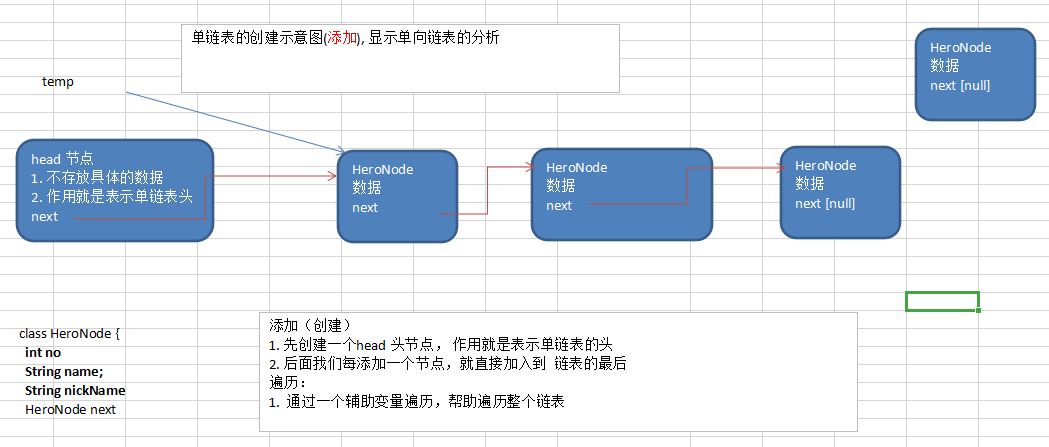 单链表的创建示意图(添加), 显示单向链表的分析
HeroNode
数据
next [null]
temp
head 节点
1. 不存放具体的数据
2. 作用就是表示单链表头
next
HeroNode
数据
next
HeroNode
数据
next
HeroNode
数据
next [null]
class HeroNode {
int no
String name;
String nickName
HeroNode next
添加（创建）
1. 先创建一个head 头节点， 作用就是表示单链表的头
2. 后面我们每添加一个节点，就直接加入到 链表的最后
遍历：
1. 通过一个辅助变量遍历，帮助遍历整个链表